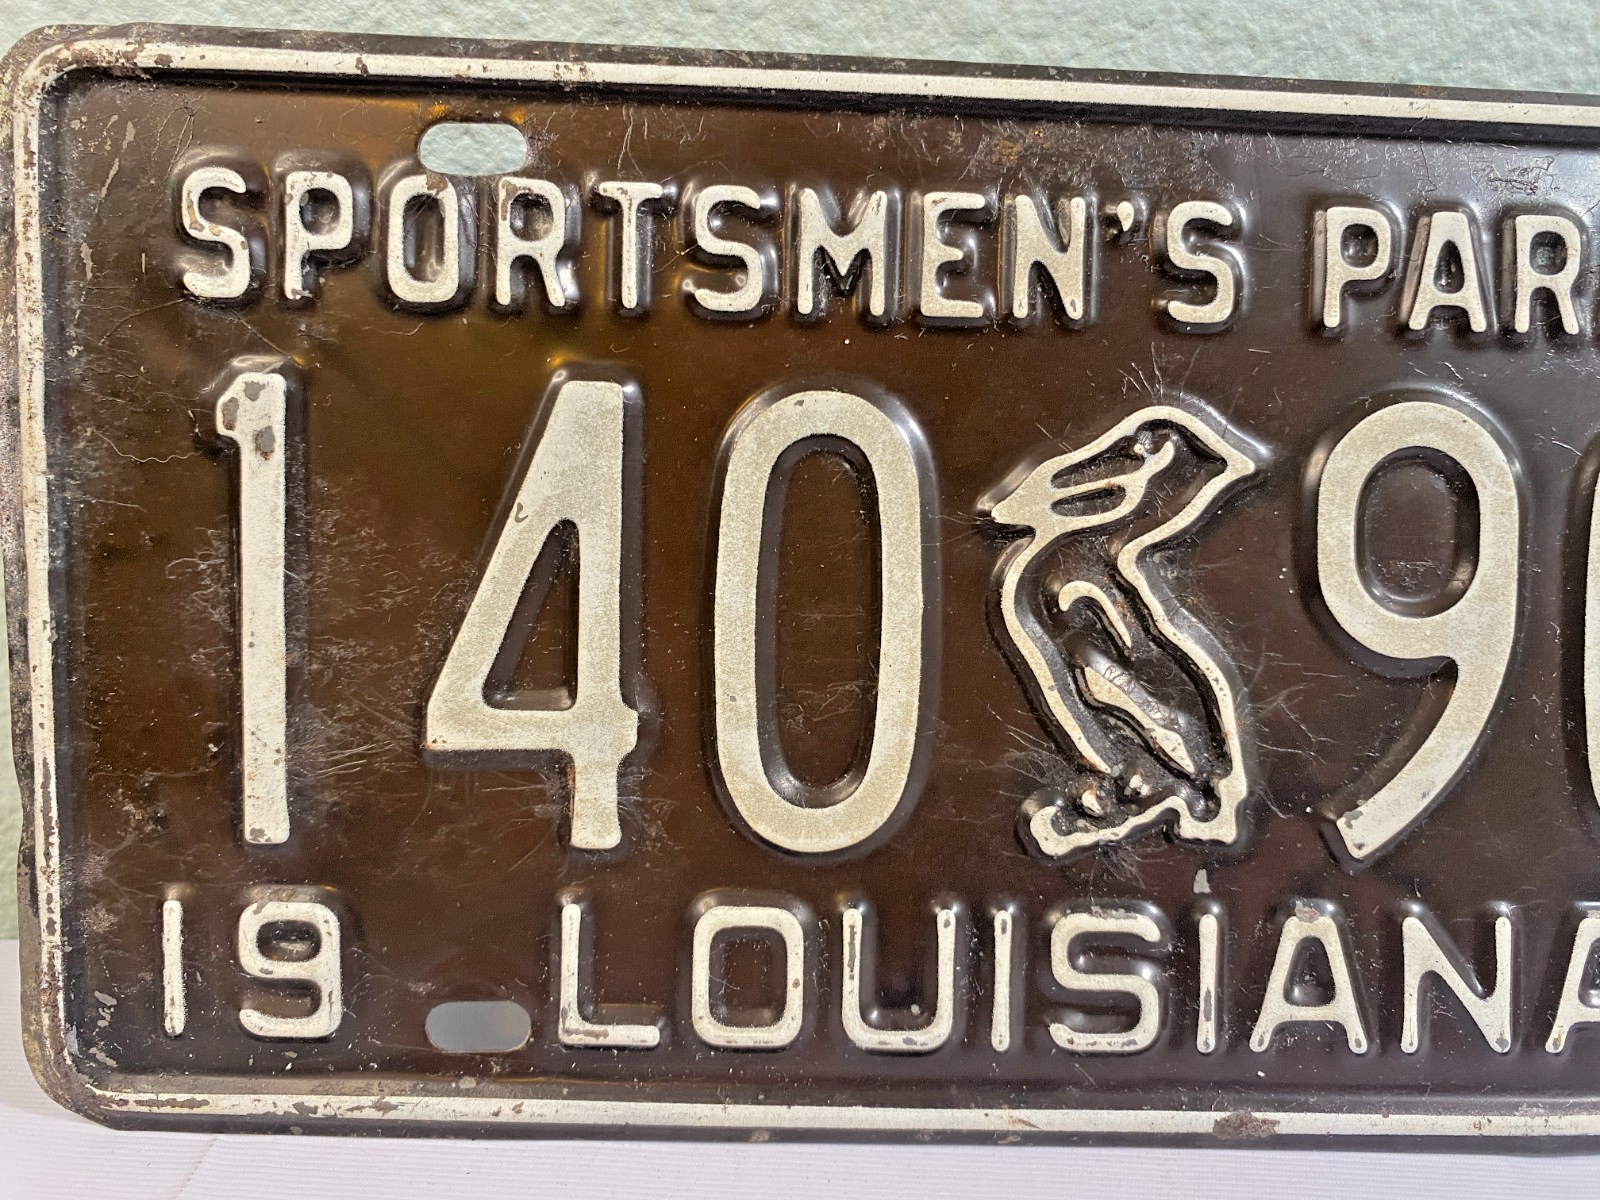 SPORTSMEN'S PAR
140 9
19 LOUISIANA